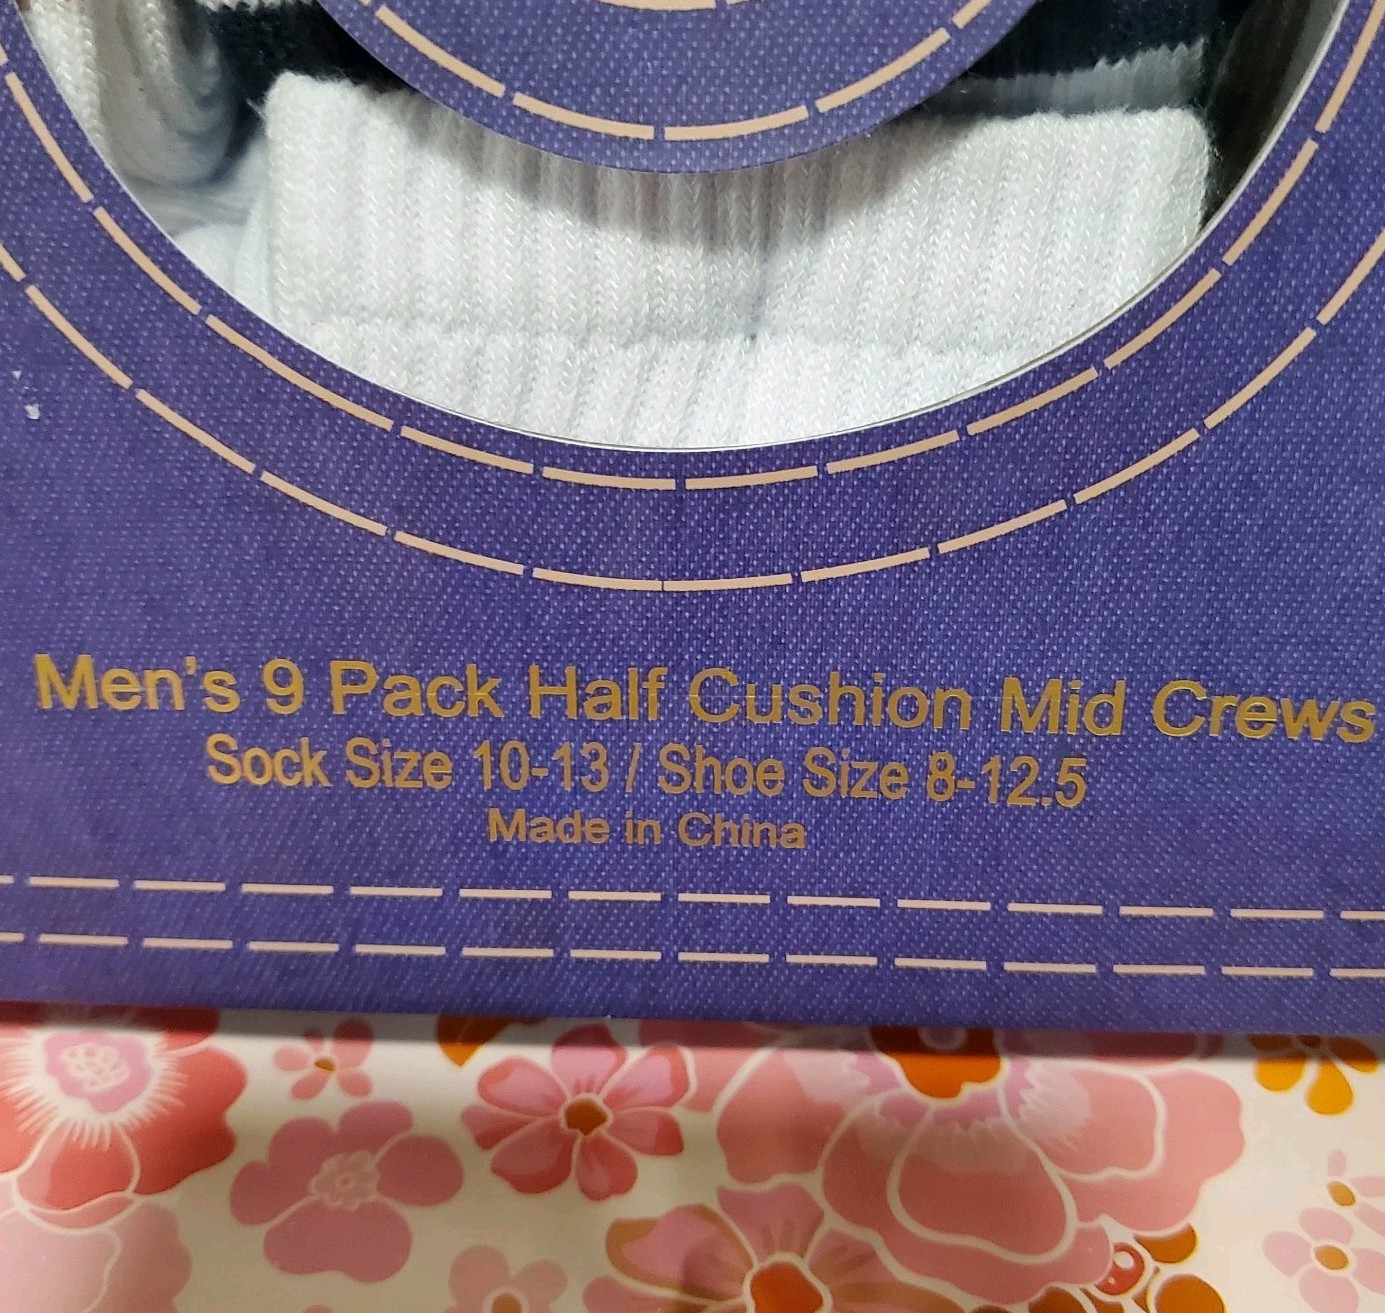 Men's 9 Pack Half Cushion Mid Crews
Sock Size 10-13 / Shoe Size 8-12.5
Made in China